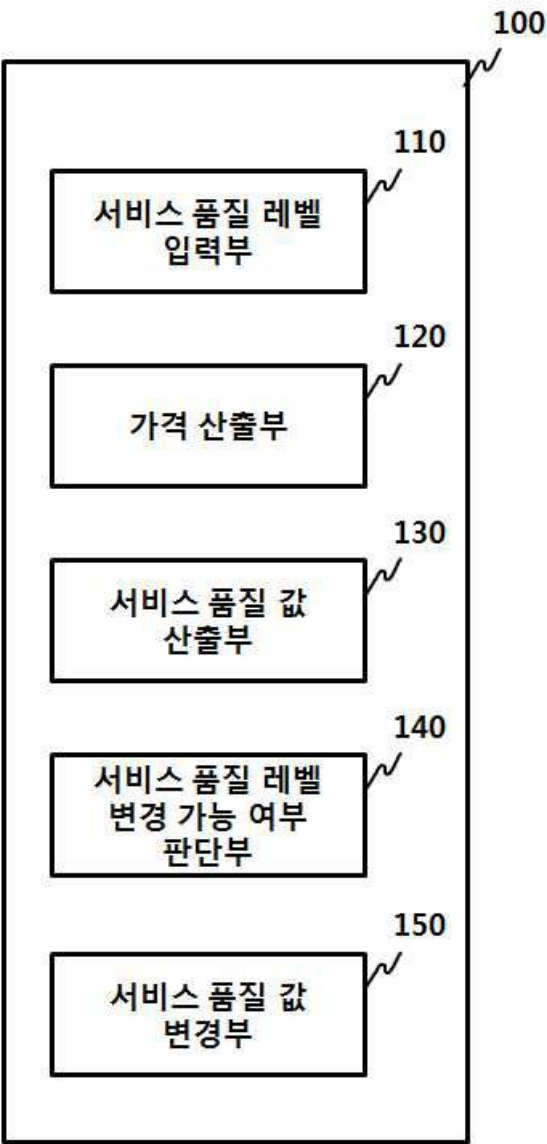 100
110
서비스 품질 레벨
입력부
120
가격 산출부
130
서비스 품질 값
산출부
140
서비스 품질 레벨
변경 가능 여부
판단부
150
서비스 품질 값
변경부